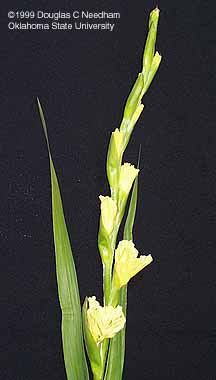 ©1999 Douglas C Needham
Oklahoma State University